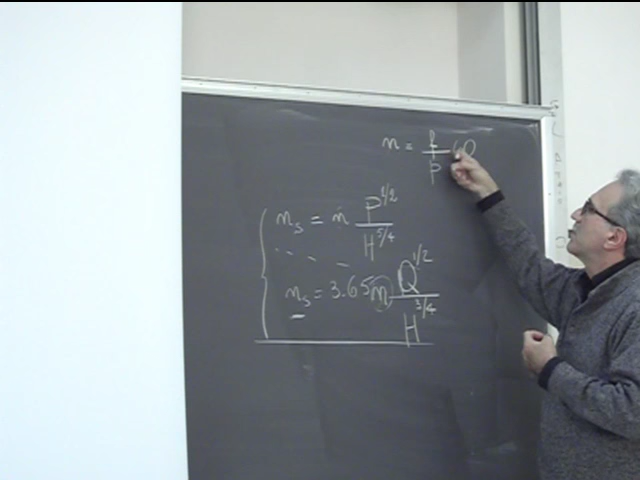 n = f/p 60
n_s = n P^1/2 / H^5/4
n_s = 3.65 n Q^1/2 / H^3/4